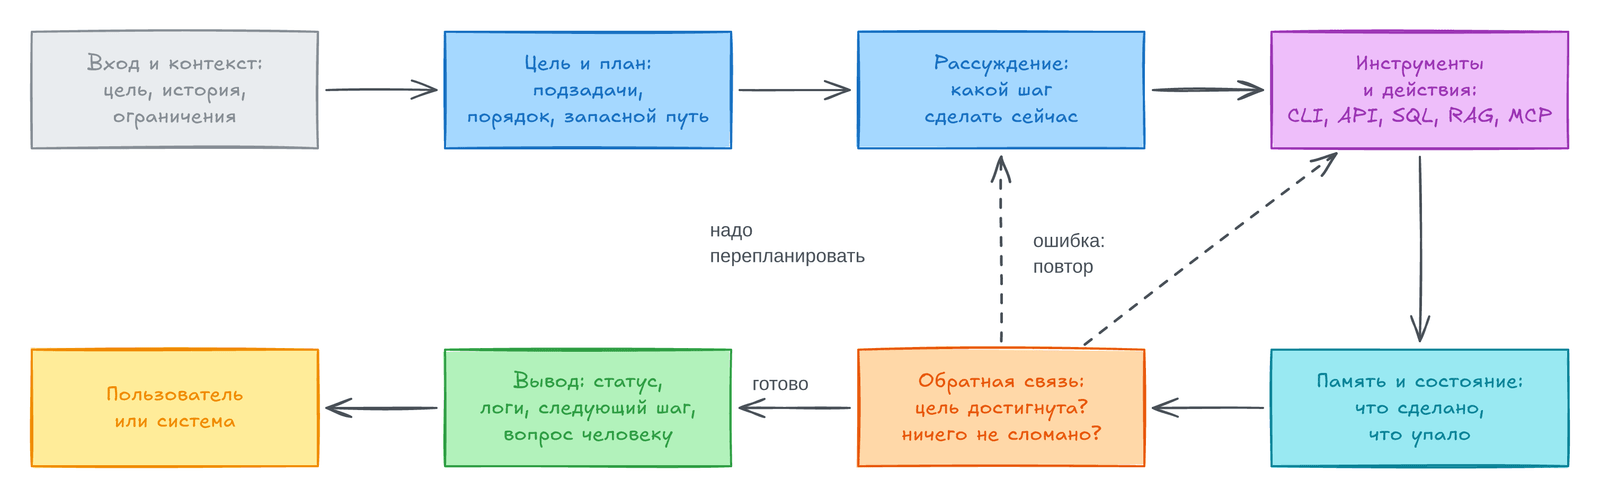 Вход и контекст:
цель, история,
ограничения
Цель и план:
подзадачи,
порядок, запасной путь
Рассуждение:
какой шаг
сделать сейчас
Инструменты
и действия:
CLI, API, SQL, RAG, MCP
надо
перепланировать
ошибка:
повтор
Пользователь
или система
Вывод: статус,
логи, следующий шаг,
вопрос человеку
готово
Обратная связь:
цель достигнута?
ничего не сломано?
Память и состояние:
что сделано,
что упало